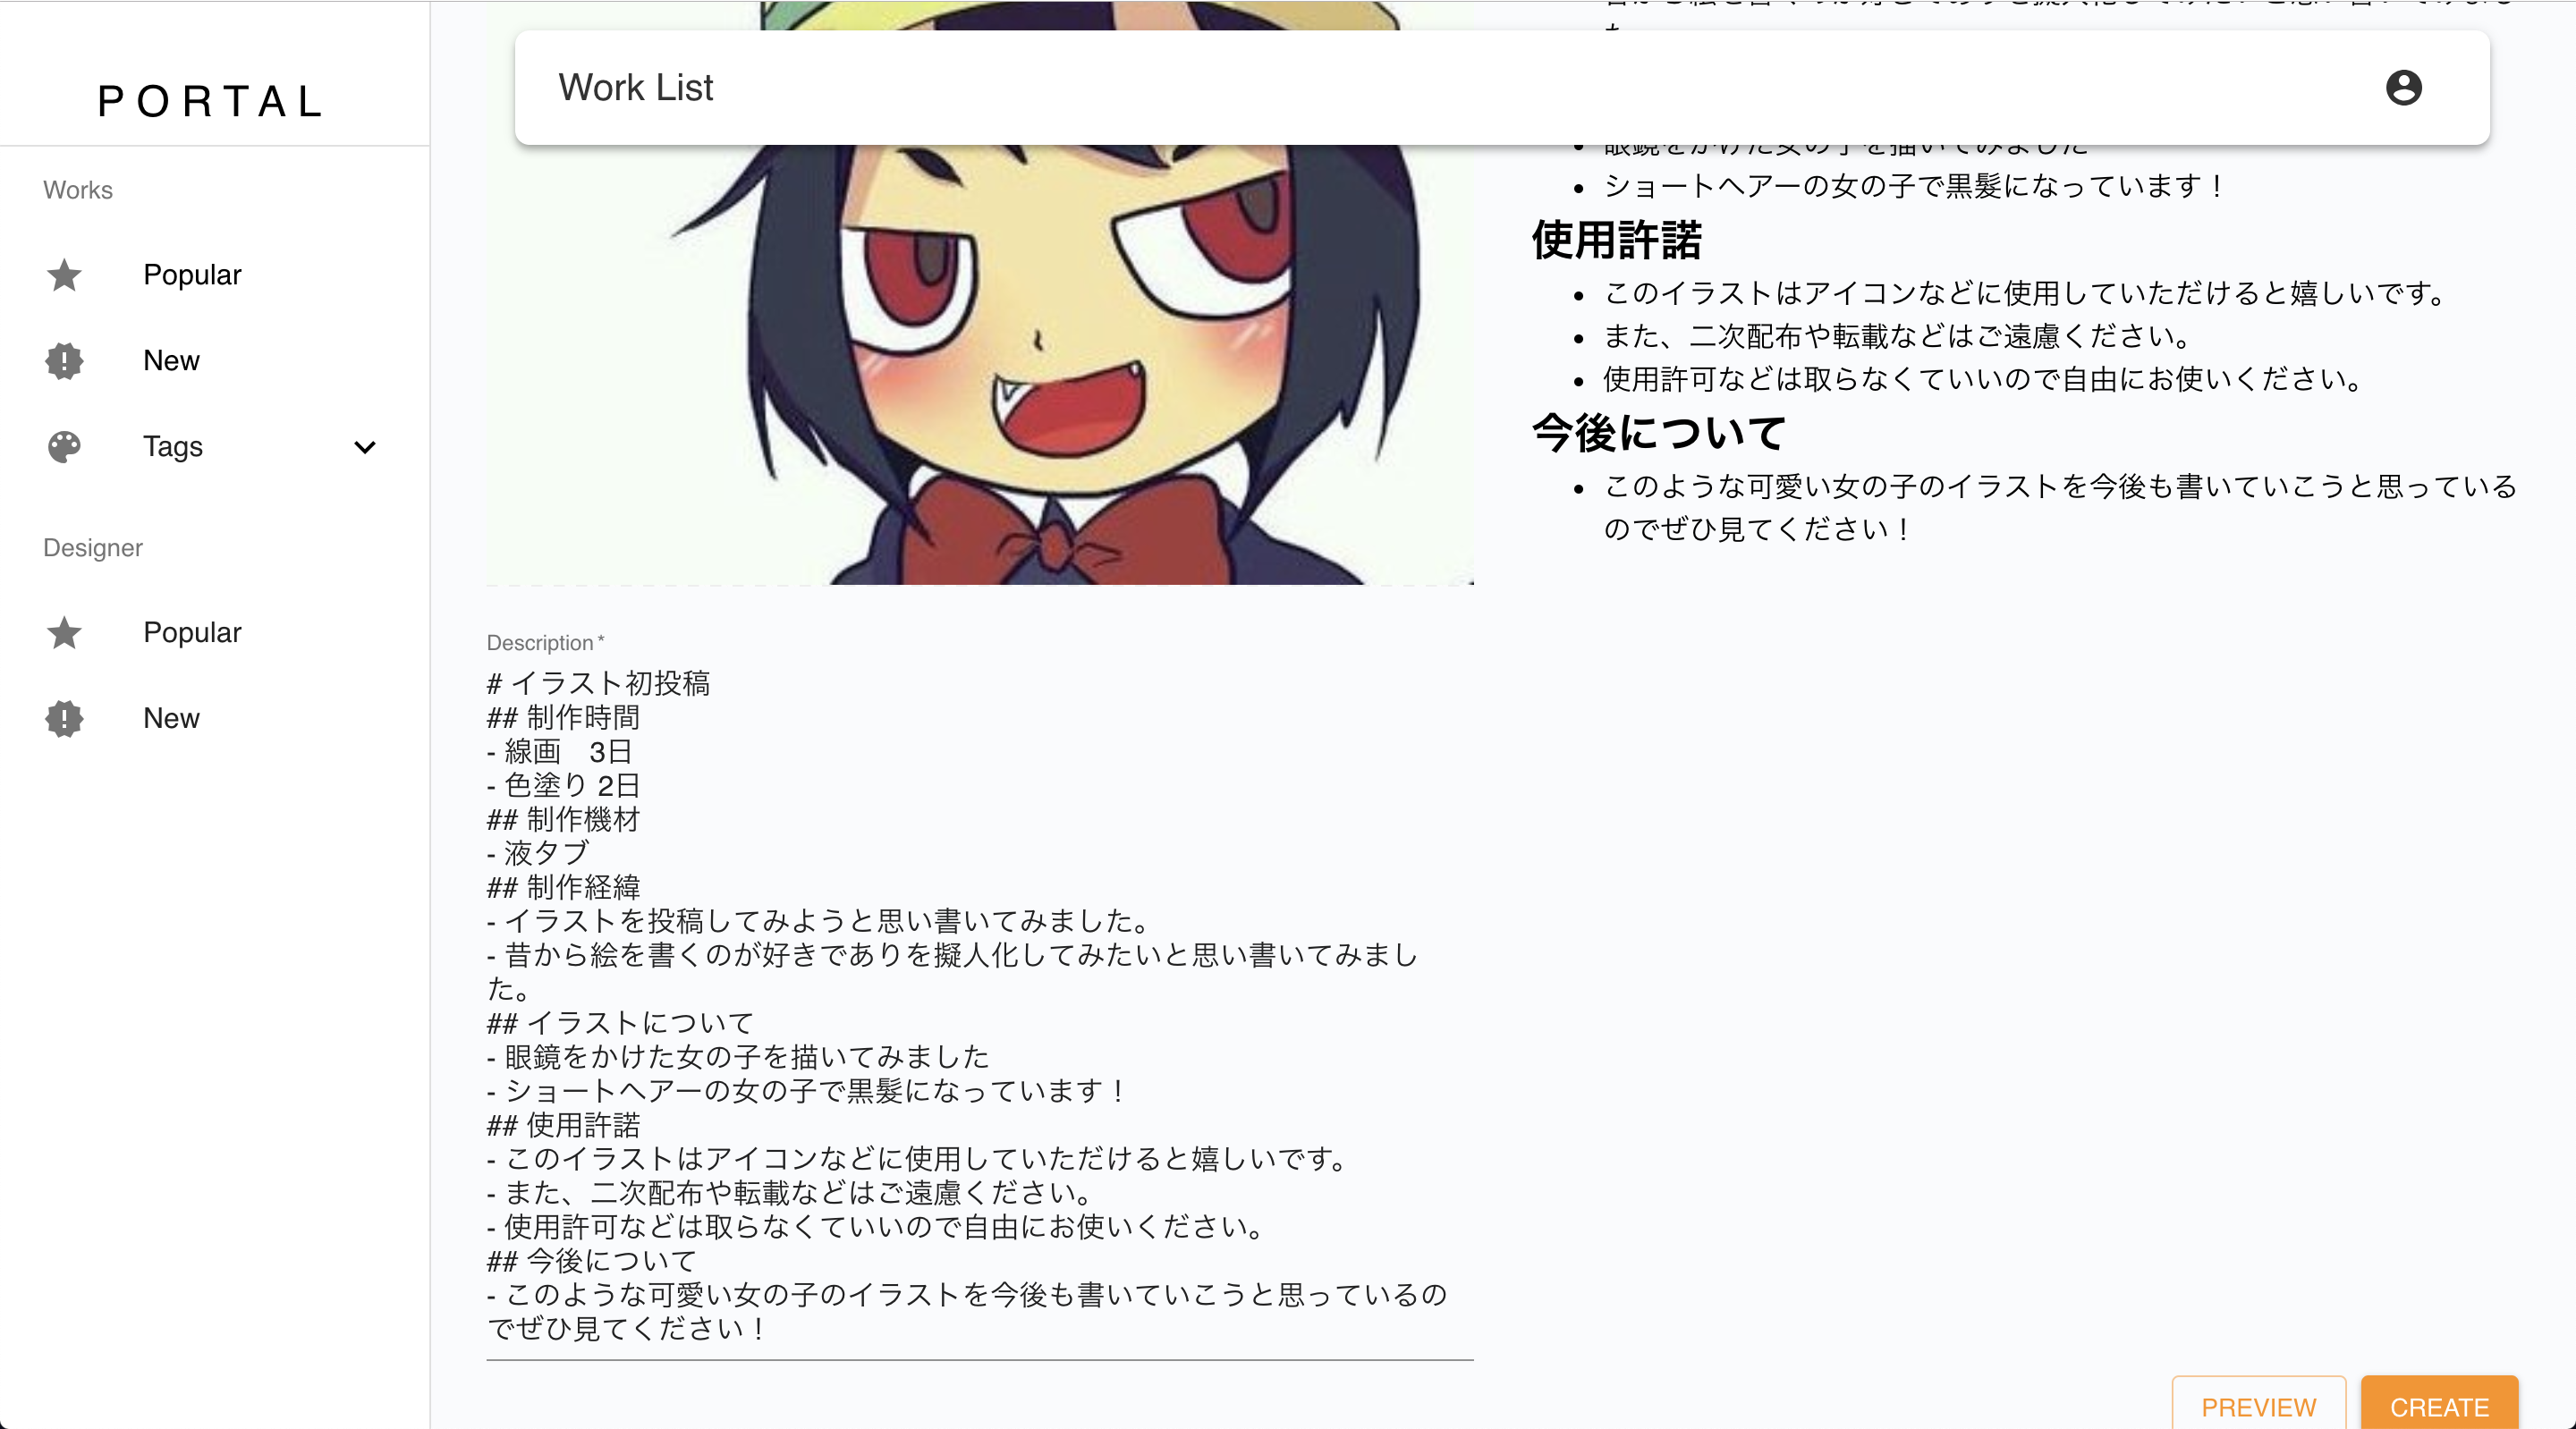 PORTAL
Works
Popular
New
Tags
Designer
Popular
New
Work List
眼鏡をかけた女の子を描いてみました
ショートヘアーの女の子で黒髪になっています！
使用許諾
このイラストはアイコンなどに使用していただけると嬉しいです。
また、二次配布や転載などはご遠慮ください。
使用許可などは取らなくていいので自由にお使いください。
今後について
このような可愛い女の子のイラストを今後も書いていこうと思っている
のでぜひ見てください！
Description *
# イラスト初投稿
## 制作時間
- 線画　3日
- 色塗り 2日
## 制作機材
- 液タブ
## 制作経緯
- イラストを投稿してみようと思い書いてみました。
- 昔から絵を書くのが好きでありを擬人化してみたいと思い書いてみまし
た。
## イラストについて
- 眼鏡をかけた女の子を描いてみました
- ショートヘアーの女の子で黒髪になっています！
## 使用許諾
- このイラストはアイコンなどに使用していただけると嬉しいです。
- また、二次配布や転載などはご遠慮ください。
- 使用許可などは取らなくていいので自由にお使いください。
## 今後について
- このような可愛い女の子のイラストを今後も書いていこうと思っているの
でぜひ見てください！
PREVIEW
CREATE